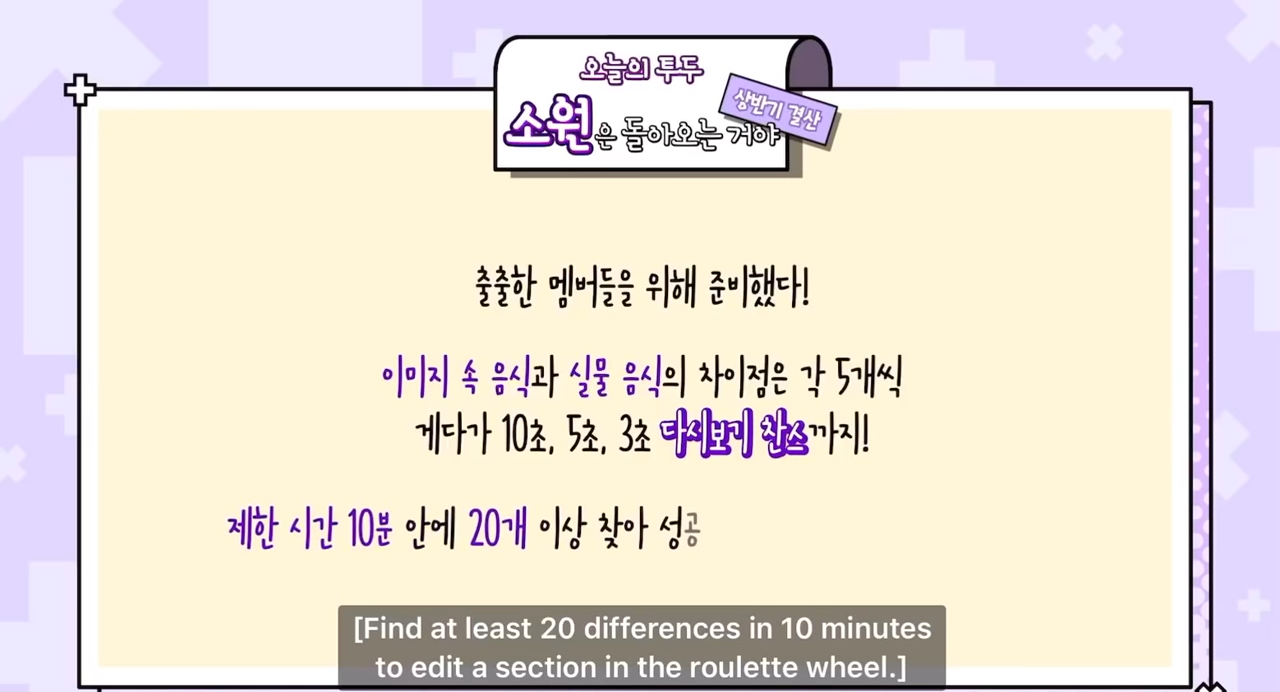 오늘의 투두
소원은 돌아오는 거야
상반기 결산
출출한 멤버들을 위해 준비했다!
이미지 속 음식과 실물 음식의 차이점은 각 5개씩
게다가 10초, 5초, 3초 다시보기 찬스까지!
제한 시간 10분 안에 20개 이상 찾아 성공
[Find at least 20 differences in 10 minutes
to edit a section in the roulette wheel.]